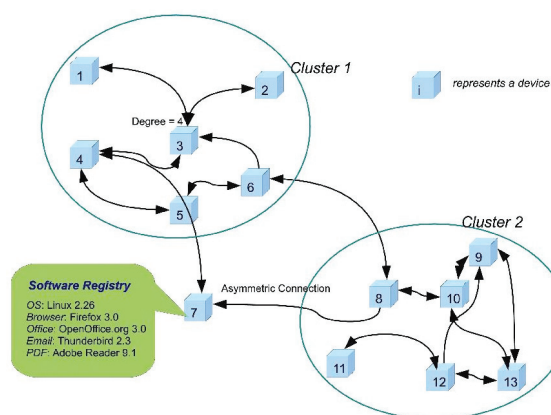 Cluster 1
1
2
i
represents a device
Degree = 4
3
4
6
5
Cluster 2
9
Software Registry
OS: Linux 2.26
Browser: Firefox 3.0
Office: OpenOffice.org 3.0
Email: Thunderbird 2.3
PDF: Adobe Reader 9.1
7
Asymmetric Connection
8
10
11
12
13